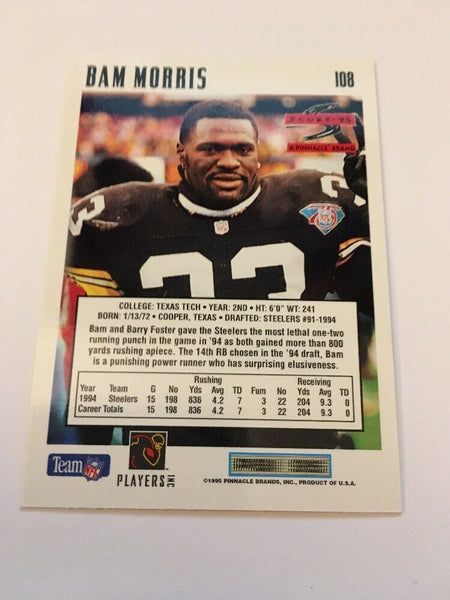 BAM MORRIS 108
SCORE '95
A PINNACLE BRAND
33
NFL
COLLEGE: TEXAS TECH • YEAR: 2ND • HT: 6'0" WT: 241
BORN: 1/13/72 • COOPER, TEXAS • DRAFTED: STEELERS #91-1994
Bam and Barry Foster gave the Steelers the most lethal one-two
running punch in the game in '94 as both gained more than 800
yards rushing apiece. The 14th RB chosen in the '94 draft, Bam
is a punishing power runner who has surprising elusiveness.
Rushing Receiving
Year Team G No Yds Avg TD Fum No Yds Avg TD
1994 Steelers 15 198 836 4.2 7 3 22 204 9.3 0
Career Totals 15 198 836 4.2 7 3 22 204 9.3 0
Team NFL
PLAYERS INC
©1995 PINNACLE BRANDS, INC., PRODUCT OF U.S.A.